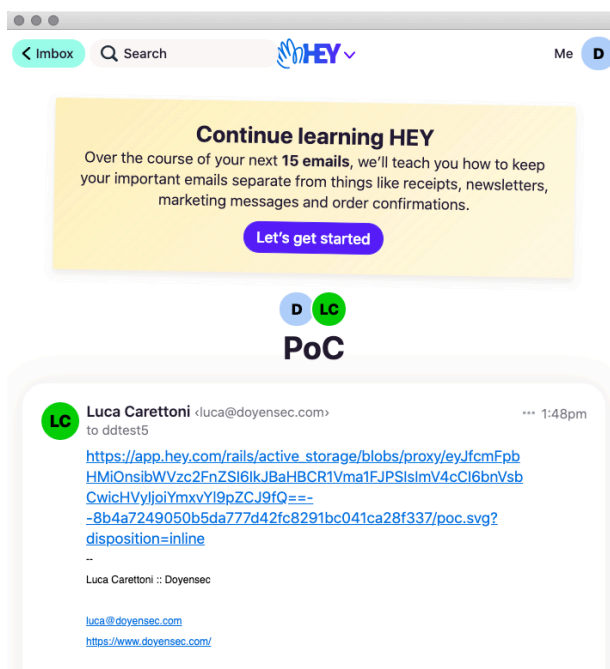 Imbox
Search
HEY
Me
D
Continue learning HEY
Over the course of your next 15 emails, we'll teach you how to keep
your important emails separate from things like receipts, newsletters,
marketing messages and order confirmations.
Let's get started
D
LC
PoC
LC
Luca Carettoni <luca@doyensec.com>
1:48pm
to ddtest5
https://app.hey.com/rails/active_storage/blobs/proxy/eyJfcmFpb
HMiOnsibWVzc2FnZSI6IkJBaHBCR1Vma1FJPSIsImV4cCI6bnVsb
CwicHVyIjoiYmxvYl9pZCJ9fQ==-
-8b4a7249050b5da777d42fc8291bc041ca28f337/poc.svg?
disposition=inline
--
Luca Carettoni :: Doyensec
luca@doyensec.com
https://www.doyensec.com/